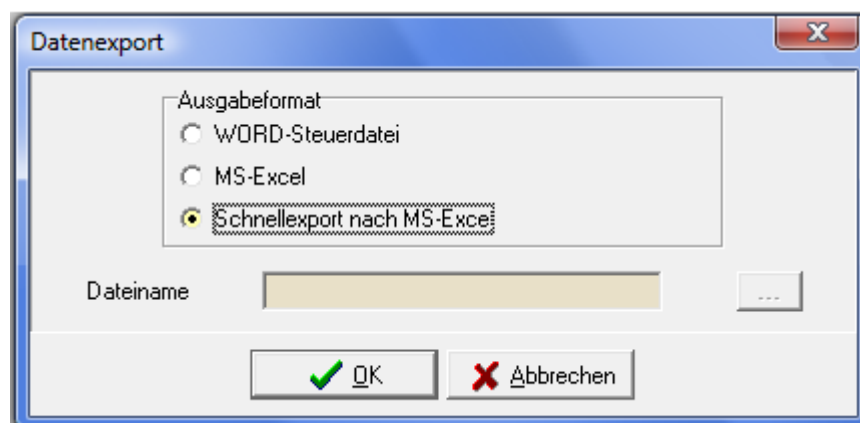 Datenexport
Ausgabeformat
WORD-Steuerdatei
MS-Excel
Schnellexport nach MS-Excel
Dateiname
...
OK
Abbrechen